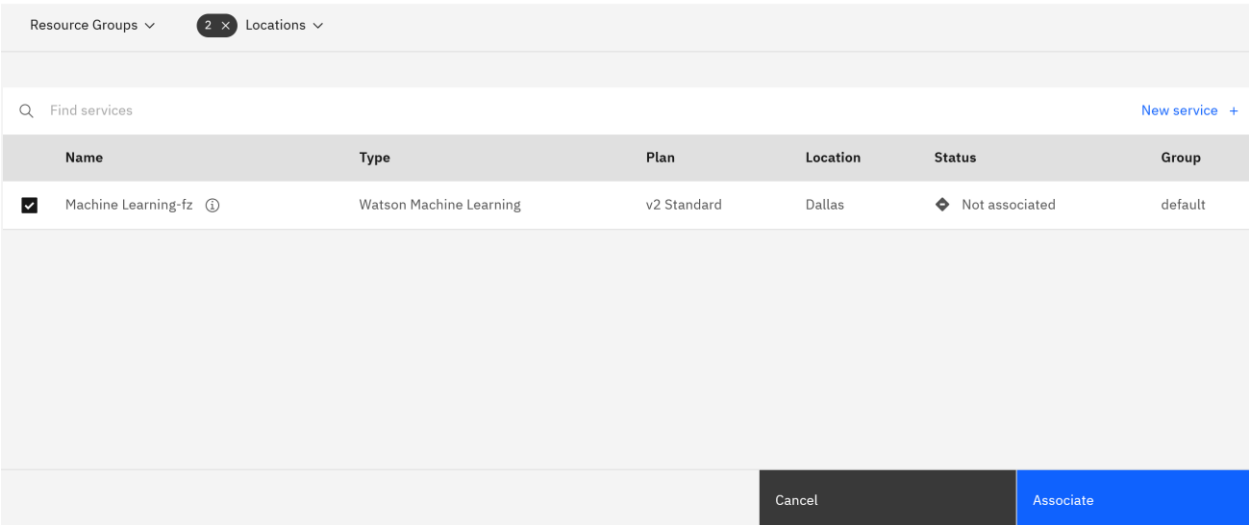 Resource Groups 2 × Locations
Find services New service +
Name Type Plan Location Status Group
Machine Learning-fz Watson Machine Learning v2 Standard Dallas Not associated default
Cancel Associate